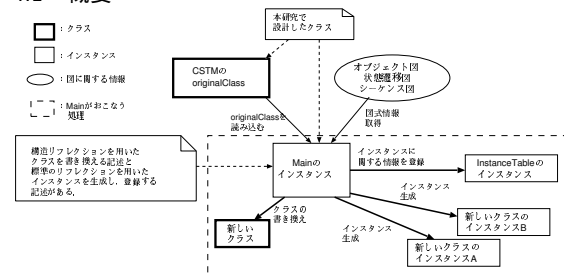 ：クラス
：インスタンス
：図に関する情報
：Mainがおこなう
処理
本研究で
設計したクラス
CSTMの
originalClass
オブジェクト図
状態遷移図
シーケンス図
originalClassを
読み込む
図式情報
取得
構造リフレクションを用いた
クラスを書き換える記述と
標準のリフレクションを用いた
インスタンスを生成し，登録する
記述がある．
Mainの
インスタンス
インスタンスに
関する情報を登録
InstanceTableの
インスタンス
インスタンス
生成
クラスの
書き換え
新しい
クラス
インスタンス
生成
新しいクラスの
インスタンスB
新しいクラスの
インスタンスA